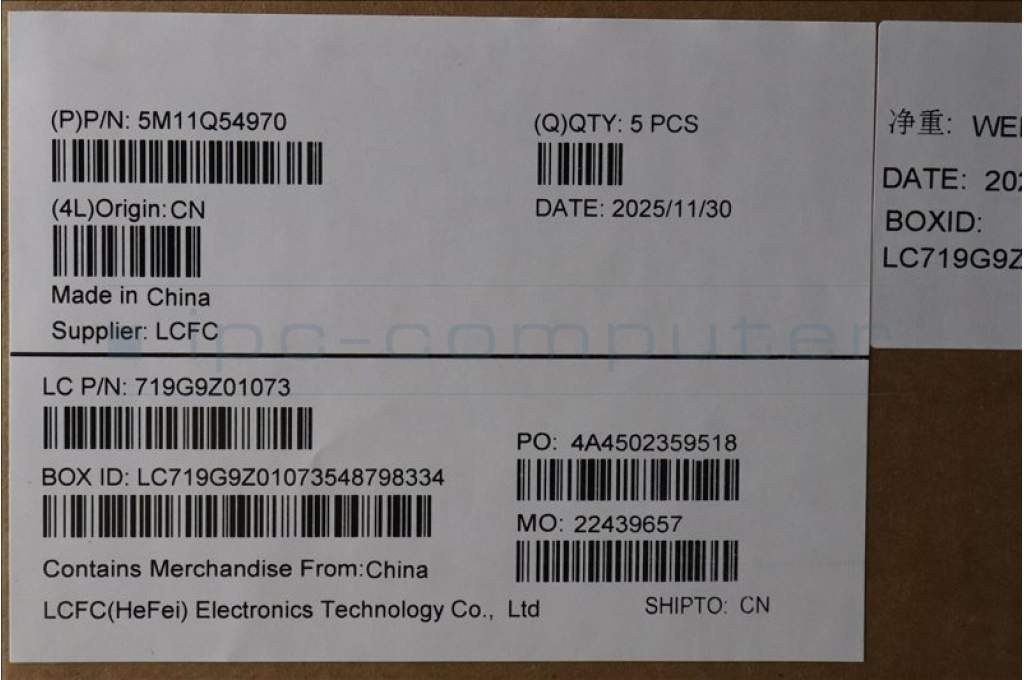 (P)P/N: 5M11Q54970
(Q)QTY: 5 PCS
(4L)Origin:CN
DATE: 2025/11/30
Made in China
Supplier: LCFC
ipc-computer
LC P/N: 719G9Z01073
PO: 4A4502359518
BOX ID: LC719G9Z01073548798334
MO: 22439657
Contains Merchandise From:China
LCFC(HeFei) Electronics Technology Co., Ltd
SHIPTO: CN
净重:
DATE:
BOXID: